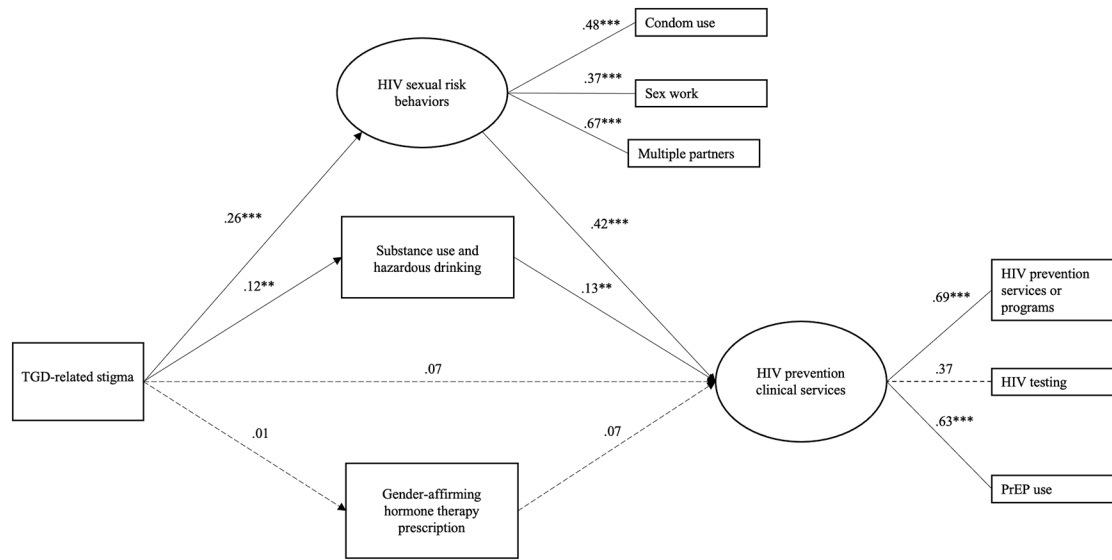 .48***
Condom use
HIV sexual risk
behaviors
.37***
Sex work
.67***
Multiple partners
.26***
.42***
Substance use and
hazardous drinking
.12**
.13**
HIV prevention
services or
programs
.69***
TGD-related stigma
.07
HIV prevention
clinical services
.37
HIV testing
.01
.07
.63***
Gender-affirming
hormone therapy
prescription
PrEP use